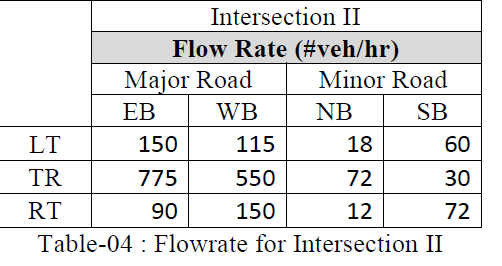 Intersection II
Flow Rate (#veh/hr)
Major Road Minor Road
EB WB NB SB
LT 150 115 18 60
TR 775 550 72 30
RT 90 150 12 72
Table-04 : Flowrate for Intersection II